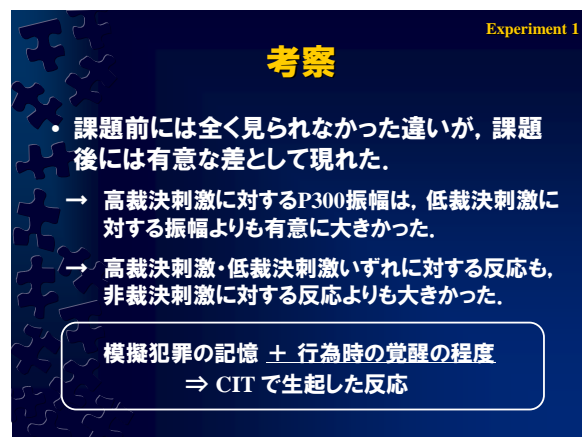 Experiment 1
考察
• 課題前には全く見られなかった違いが, 課題
後には有意な差として現れた.
→ 高裁決刺激に対するP300振幅は, 低裁決刺激に
対する振幅よりも有意に大きかった.
→ 高裁決刺激・低裁決刺激いずれに対する反応も,
非裁決刺激に対する反応よりも大きかった.
模擬犯罪の記憶 + 行為時の覚醒の程度
⇒ CIT で生起した反応